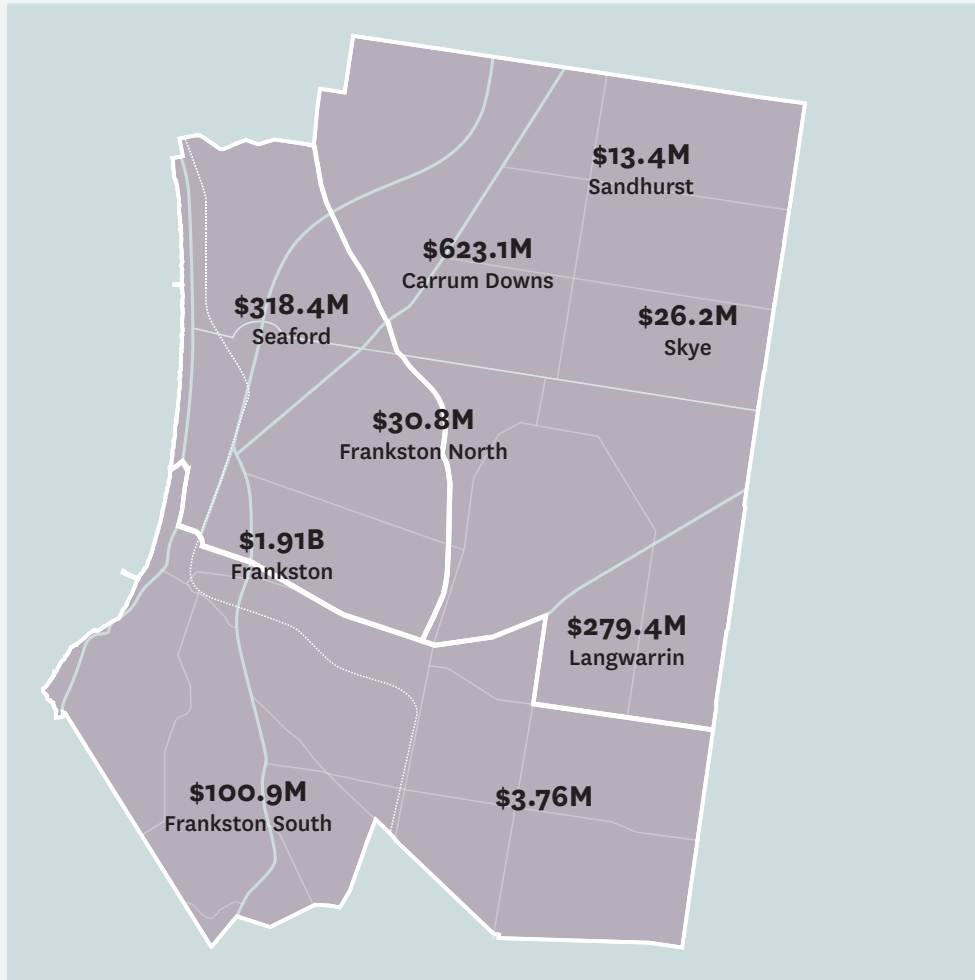 $13.4M
Sandhurst
$623.1M
Carrum Downs
$318.4M
Seaford
$26.2M
Skye
$30.8M
Frankston North
$1.91B
Frankston
$279.4M
Langwarrin
$100.9M
Frankston South
$3.76M